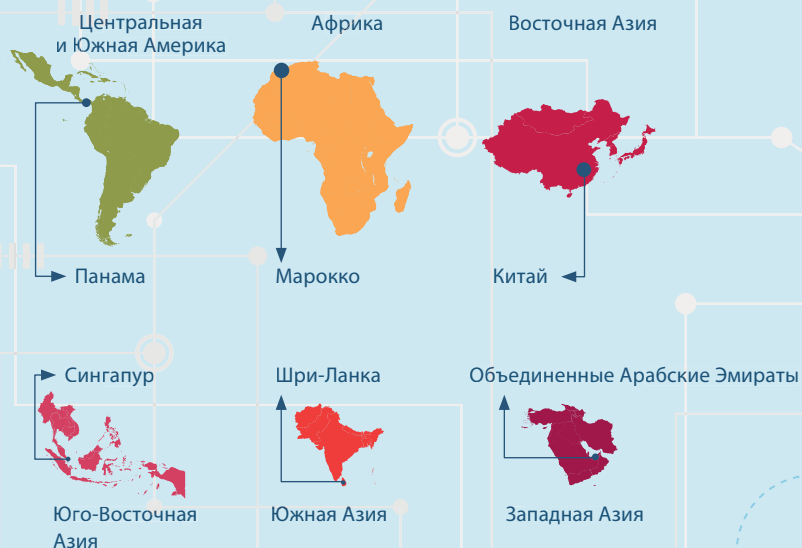 Центральная
и Южная Америка
Африка
Восточная Азия
Панама
Марокко
Китай
Сингапур
Шри-Ланка
Объединенные Арабские Эмираты
Юго-Восточная
Азия
Южная Азия
Западная Азия